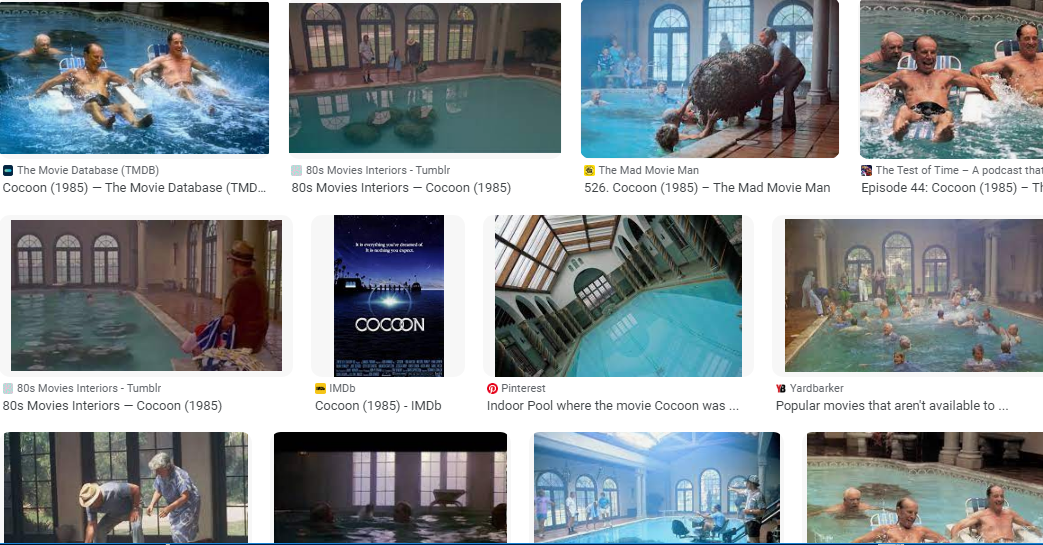 The Movie Database (TMDB)
Cocoon (1985) — The Movie Database (TMD...
80s Movies Interiors - Tumblr
80s Movies Interiors — Cocoon (1985)
The Mad Movie Man
526. Cocoon (1985) – The Mad Movie Man
The Test of Time – A podcast that
Episode 44: Cocoon (1985) – Th
It is everything you've dreamed of.
It is nothing you expect.
COCOON
80s Movies Interiors - Tumblr
80s Movies Interiors — Cocoon (1985)
IMDb
Cocoon (1985) - IMDb
Pinterest
Indoor Pool where the movie Cocoon was ...
Yardbarker
Popular movies that aren't available to ...